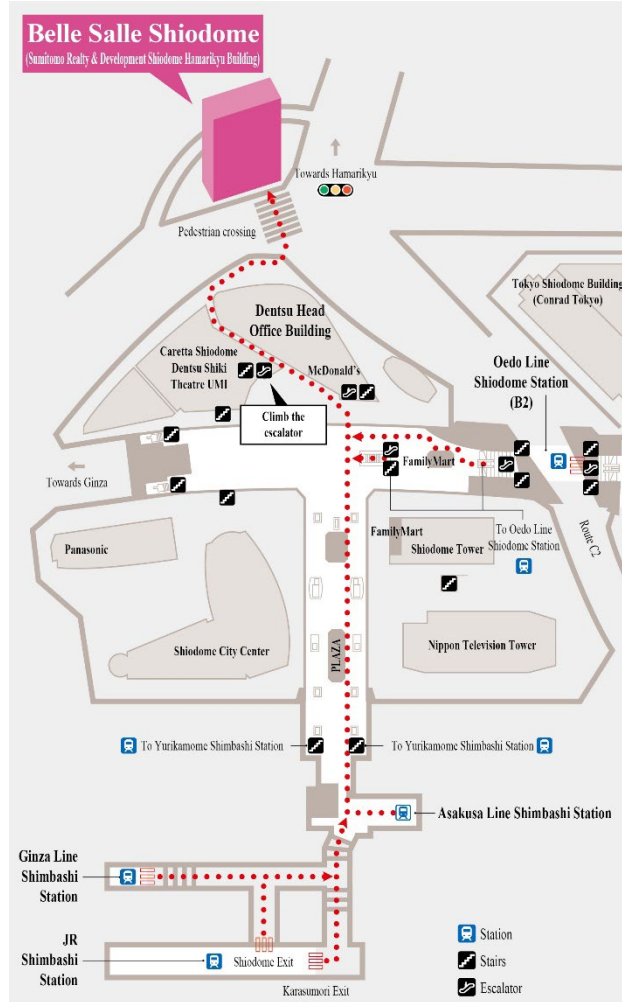 Belle Salle Shiodome
(Sumitomo Realty & Development Shiodome Hamarikyu Building)
Towards Hamarikyu
Pedestrian crossing
Tokyo Shiodome Building
(Conrad Tokyo)
Dentsu Head
Office Building
Caretta Shiodome
Dentsu Shiki
Theatre UMI
McDonald's
Oedo Line
Shiodome Station
(B2)
Climb the
escalator
FamilyMart
Towards Ginza
FamilyMart
Shiodome Tower
To Oedo Line
Shiodome Station
Route C2
Panasonic
Shiodome City Center
PLAZA
Nippon Television Tower
To Yurikamome Shimbashi Station
To Yurikamome Shimbashi Station
Asakusa Line Shimbashi Station
Ginza Line
Shimbashi
Station
JR
Shimbashi
Station
Shiodome Exit
Karasumori Exit
Station
Stairs
Escalator